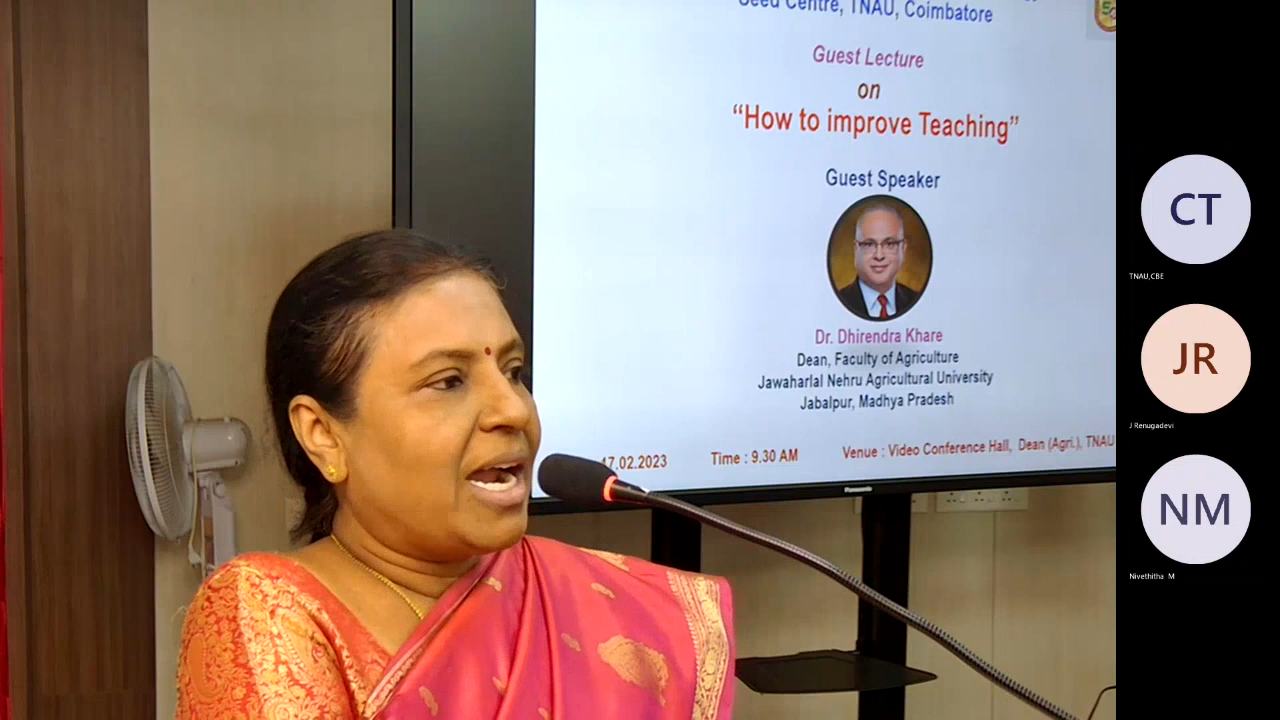 Seed Centre, TNAU, Coimbatore
Guest Lecture
on
“How to improve Teaching”
Guest Speaker
Dr. Dhirendra Khare
Dean, Faculty of Agriculture
Jawaharlal Nehru Agricultural University
Jabalpur, Madhya Pradesh
17.02.2023 Time : 9.30 AM Venue : Video Conference Hall, Dean (Agri.), TNAU
Panasonic
CT
TNAU,CBE
JR
J Renugadevi
NM
Nivethitha M